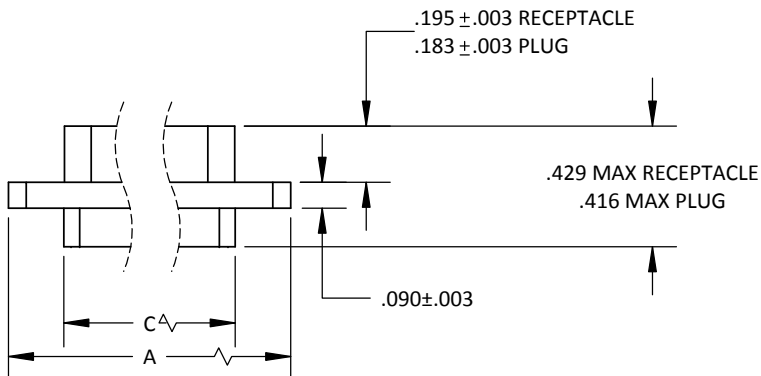 .195 ±.003 RECEPTACLE
.183 ±.003 PLUG
.429 MAX RECEPTACLE
.416 MAX PLUG
.090±.003
C
A